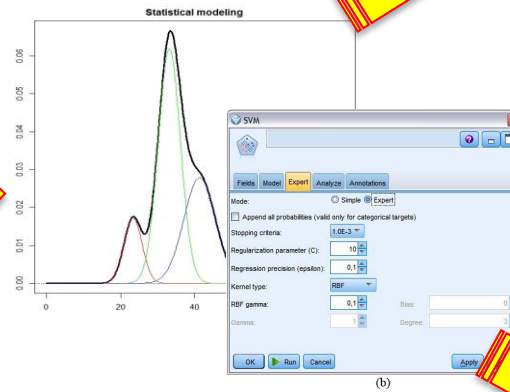 Statistical modeling
0.06
0.05
0.04
0.03
0.02
0.01
0.00
0 20 40
SVM
Fields Model Expert Analyze Annotations
Mode: Simple Expert
Append all probabilities (valid only for categorical targets)
Stopping criteria: 1.0E-3
Regularization parameter (C): 10
Regression precision (epsilon): 0,1
Kernel type: RBF
RBF gamma: 0,1 Bias: 0
Gamma: 1 Degree: 3
OK Run Cancel Apply
(b)